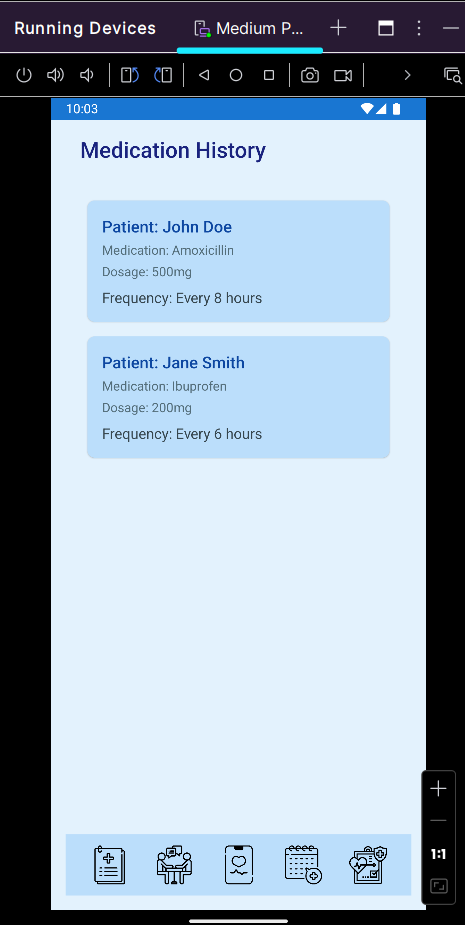 Running Devices
Medium P...
10:03
Medication History
Patient: John Doe
Medication: Amoxicillin
Dosage: 500mg
Frequency: Every 8 hours
Patient: Jane Smith
Medication: Ibuprofen
Dosage: 200mg
Frequency: Every 6 hours
1:1